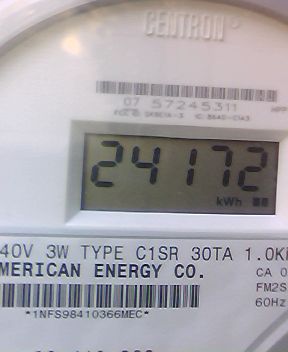 CENTRON
07 57245311
24172
kWh
40V 3W TYPE C1SR 30TA 1.0K
MERICAN ENERGY CO.
CA 0
FM2S
60Hz
*1NFS98410366MEC*